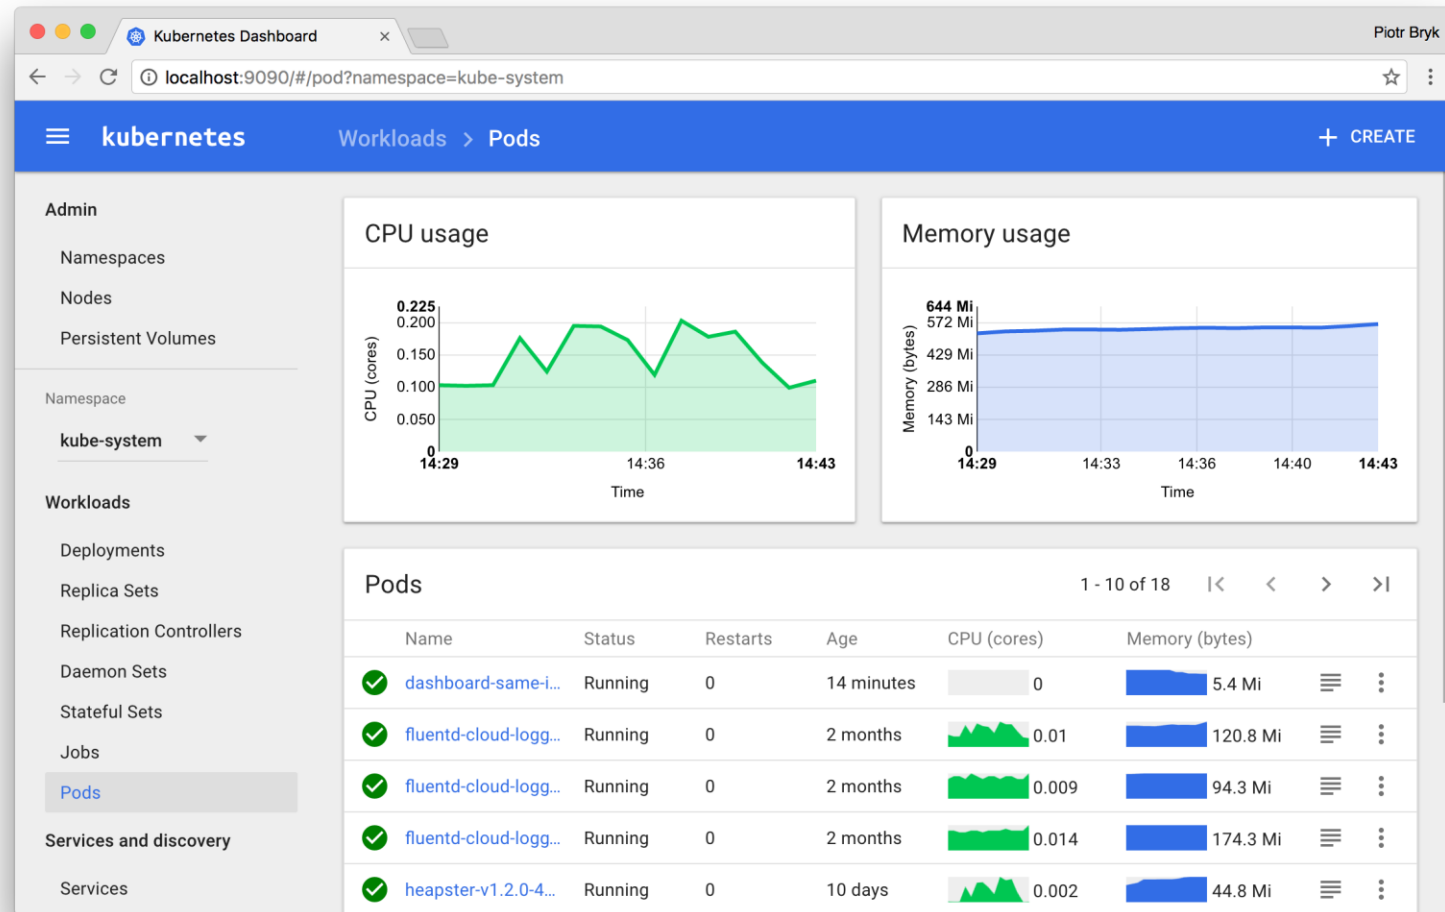 Kubernetes Dashboard
Piotr Bryk
localhost:9090/#/pod?namespace=kube-system
kubernetes
Workloads > Pods
+ CREATE
Admin
Namespaces
Nodes
Persistent Volumes
Namespace
kube-system
Workloads
Deployments
Replica Sets
Replication Controllers
Daemon Sets
Stateful Sets
Jobs
Pods
Services and discovery
Services
CPU usage
CPU (cores)
0.225
0.200
0.150
0.100
0.050
0
14:29 14:36 14:43
Time
Memory usage
Memory (bytes)
644 Mi
572 Mi
429 Mi
286 Mi
143 Mi
0
14:29 14:33 14:36 14:40 14:43
Time
Pods
1 - 10 of 18
Name Status Restarts Age CPU (cores) Memory (bytes)
dashboard-same-i... Running 0 14 minutes 0 5.4 Mi
fluentd-cloud-logg... Running 0 2 months 0.01 120.8 Mi
fluentd-cloud-logg... Running 0 2 months 0.009 94.3 Mi
fluentd-cloud-logg... Running 0 2 months 0.014 174.3 Mi
heapster-v1.2.0-4... Running 0 10 days 0.002 44.8 Mi